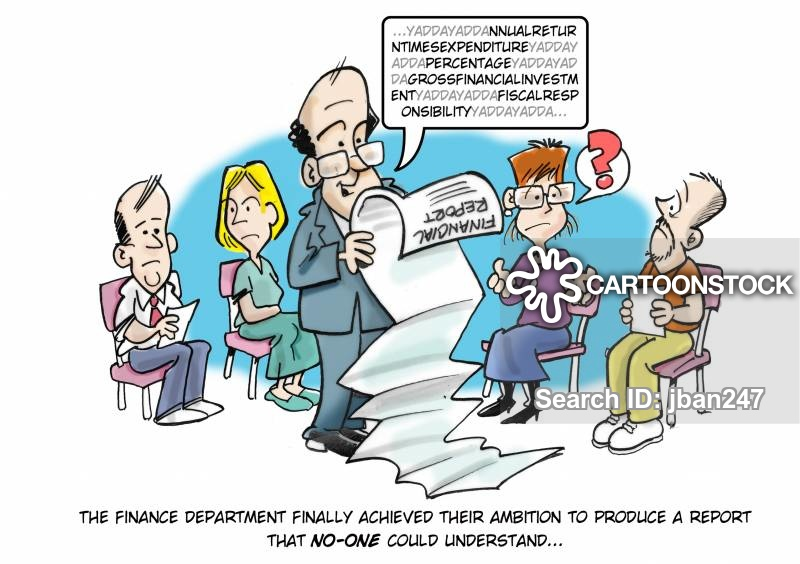 ...YADDAYADDANNUALRETUR
NTIMESEXPENDITUREYADDAY
ADDAPERCENTAGEYADDAYAD
DAGROSSFINANCIALINVESTM
ENTYADDAYADDAFISCALRESP
ONSIBILITYYADDAYADDA...
?
FINANCIAL
REPORT
CARTOONSTOCK
Search ID: jban247
THE FINANCE DEPARTMENT FINALLY ACHIEVED THEIR AMBITION TO PRODUCE A REPORT
THAT NO-ONE COULD UNDERSTAND...